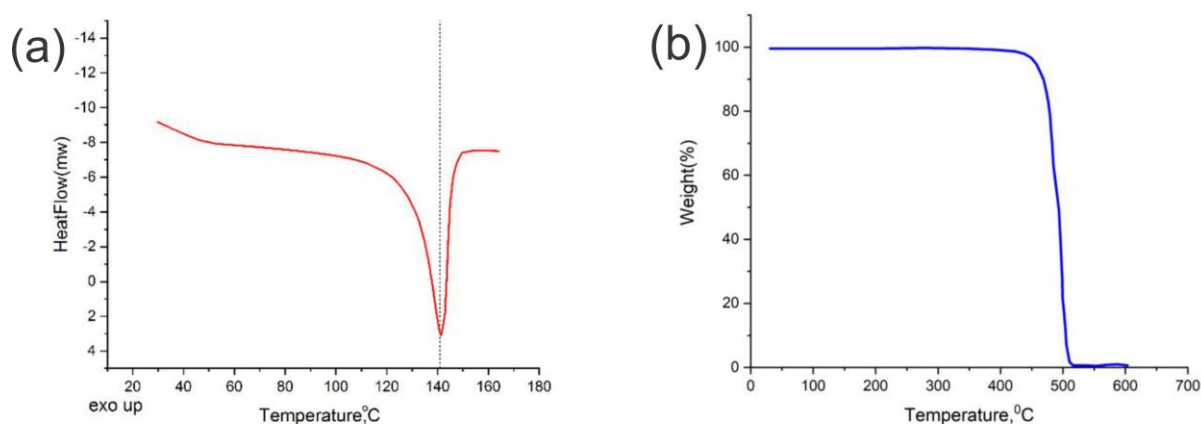 (a)
HeatFlow(mw)
-14
-12
-10
-8
-6
-4
-2
0
2
4
20 40 60 80 100 120 140 160 180
exo up
Temperature,°C
(b)
Weight(%)
100
80
60
40
20
0
0 100 200 300 400 500 600 700
Temperature, ⁰C